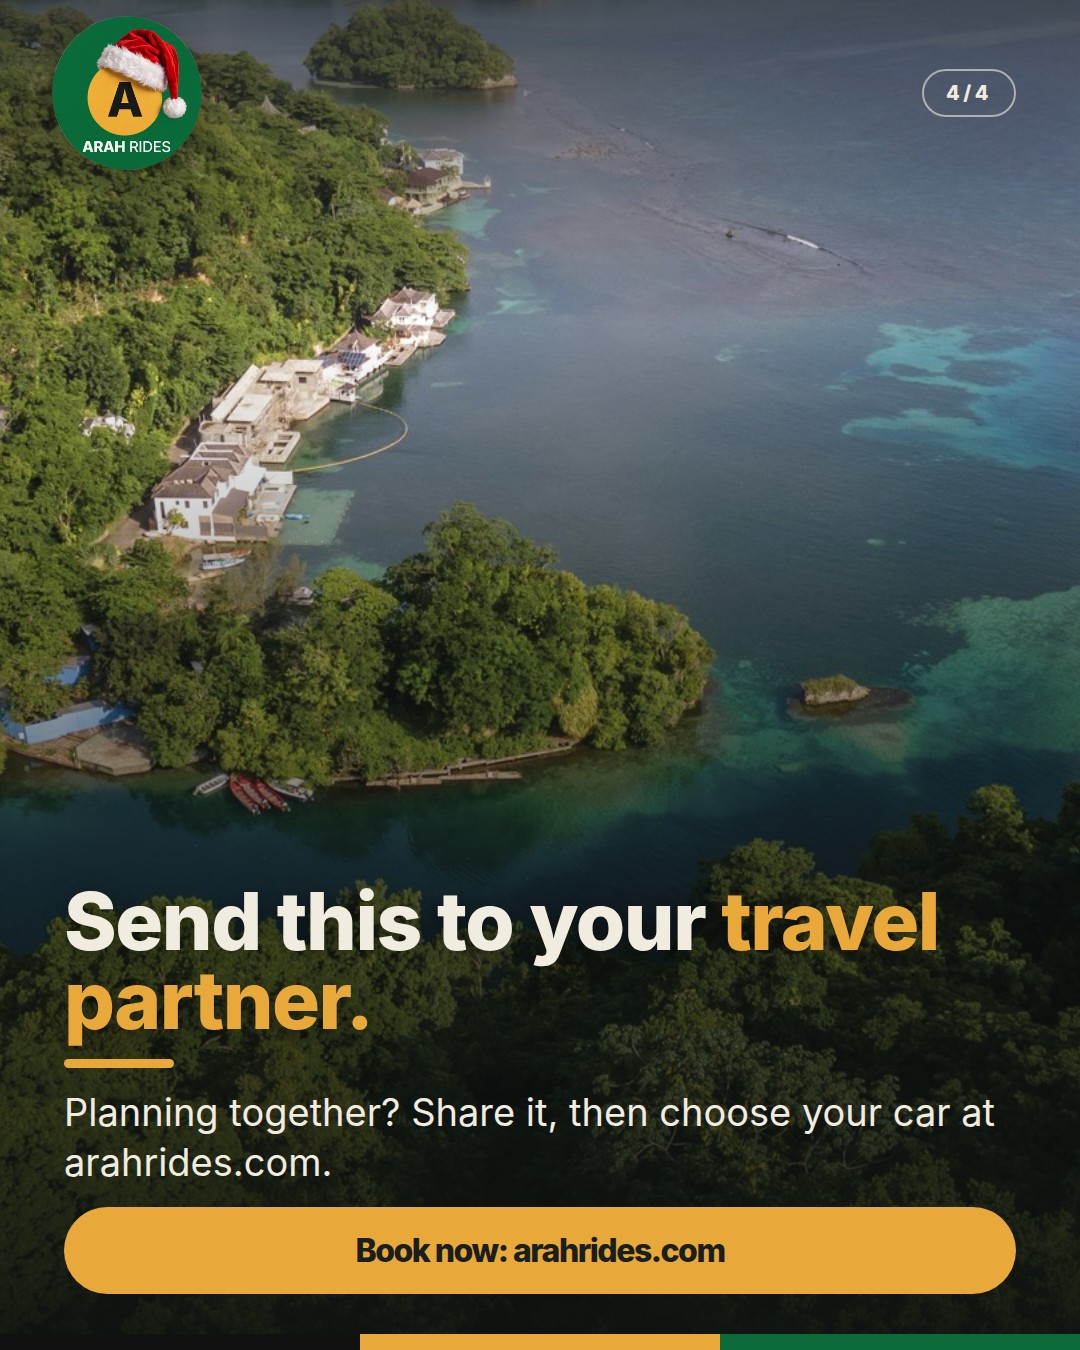 A
ARAH RIDES
4/4
Send this to your travel
partner.
Planning together? Share it, then choose your car at
arahrides.com.
Book now: arahrides.com